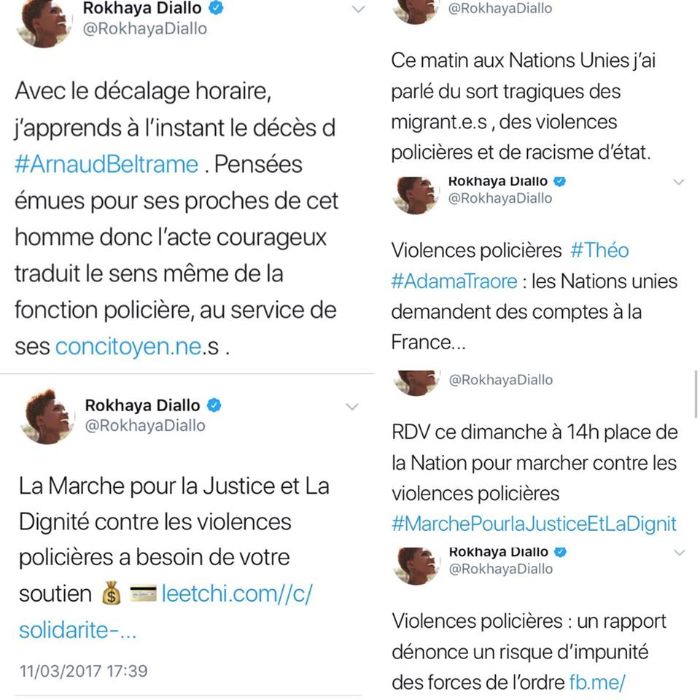 Rokhaya Diallo
@RokhayaDiallo
Avec le décalage horaire,
j'apprends à l'instant le décès d
#ArnaudBeltrame . Pensées
émues pour ses proches de cet
homme donc l'acte courageux
traduit le sens même de la
fonction policière, au service de
ses concitoyen.ne.s .
Rokhaya Diallo
@RokhayaDiallo
La Marche pour la Justice et La
Dignité contre les violences
policières a besoin de votre
soutien 💰 💳 leetchi.com//c/
solidarite-...
11/03/2017 17:39
@RokhayaDiallo
Ce matin aux Nations Unies j'ai
parlé du sort tragiques des
migrant.e.s , des violences
policières et de racisme d'état.
Rokhaya Diallo
@RokhayaDiallo
Violences policières #Théo
#AdamaTraore : les Nations unies
demandent des comptes à la
France...
@RokhayaDiallo
RDV ce dimanche à 14h place de
la Nation pour marcher contre les
violences policières
#MarchePourlaJusticeEtLaDignit
Rokhaya Diallo
@RokhayaDiallo
Violences policières : un rapport
dénonce un risque d'impunité
des forces de l'ordre fb.me/